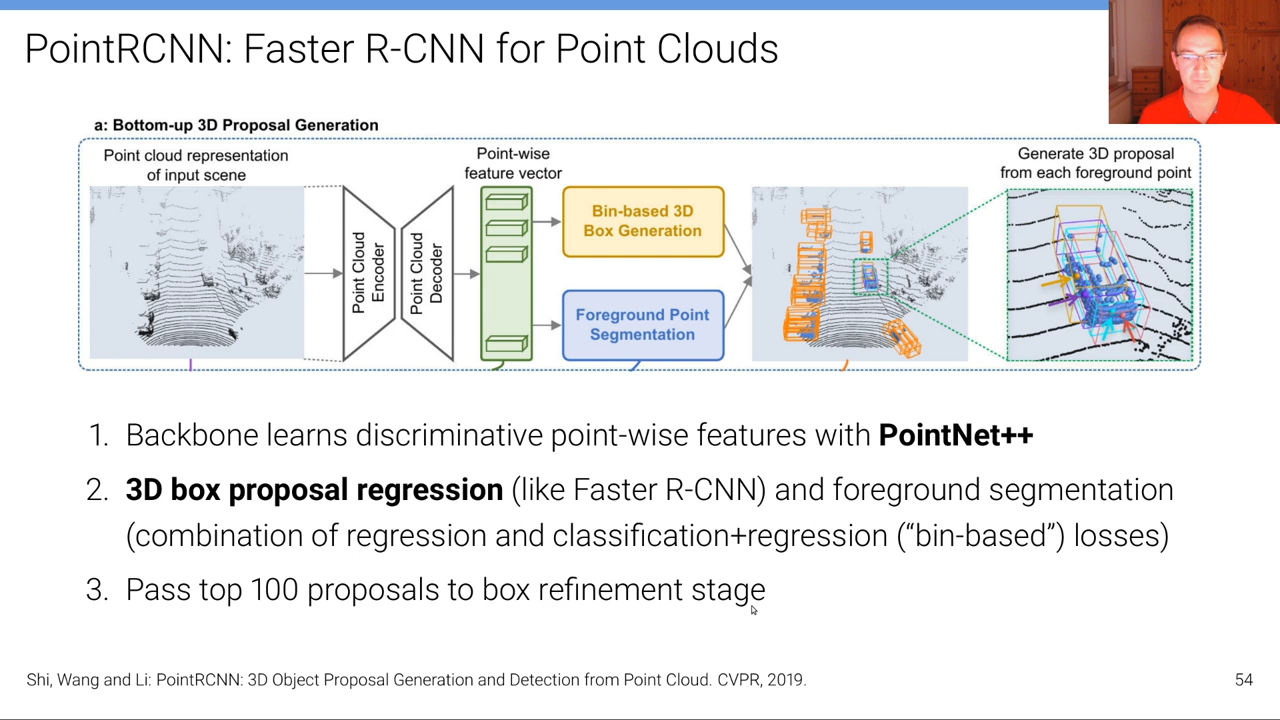 PointRCNN: Faster R-CNN for Point Clouds
a: Bottom-up 3D Proposal Generation
Point cloud representation
of input scene
Point Cloud
Encoder
Point Cloud
Decoder
Point-wise
feature vector
Bin-based 3D
Box Generation
Foreground Point
Segmentation
Generate 3D proposal
from each foreground point
1. Backbone learns discriminative point-wise features with PointNet++
2. 3D box proposal regression (like Faster R-CNN) and foreground segmentation
(combination of regression and classification+regression (“bin-based”) losses)
3. Pass top 100 proposals to box refinement stage
Shi, Wang and Li: PointRCNN: 3D Object Proposal Generation and Detection from Point Cloud. CVPR, 2019.
54